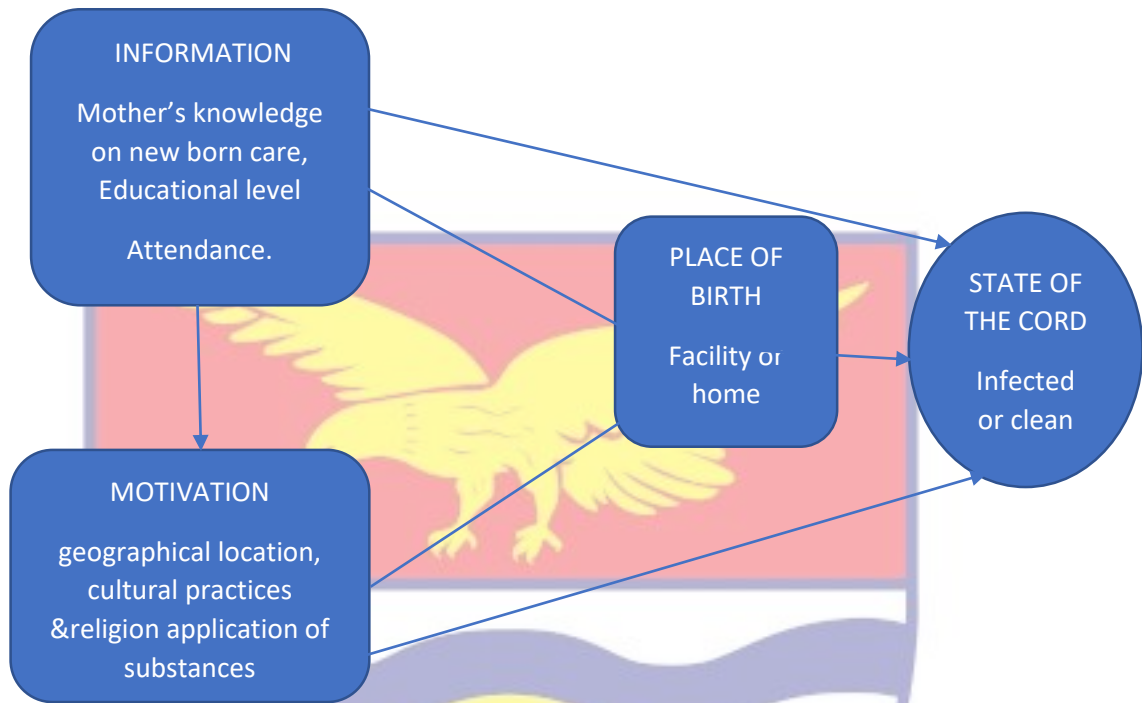 INFORMATION
Mother’s knowledge
on new born care,
Educational level
Attendance.
PLACE OF
BIRTH
Facility or
home
STATE OF
THE CORD
Infected
or clean
MOTIVATION
geographical location,
cultural practices
&religion application of
substances